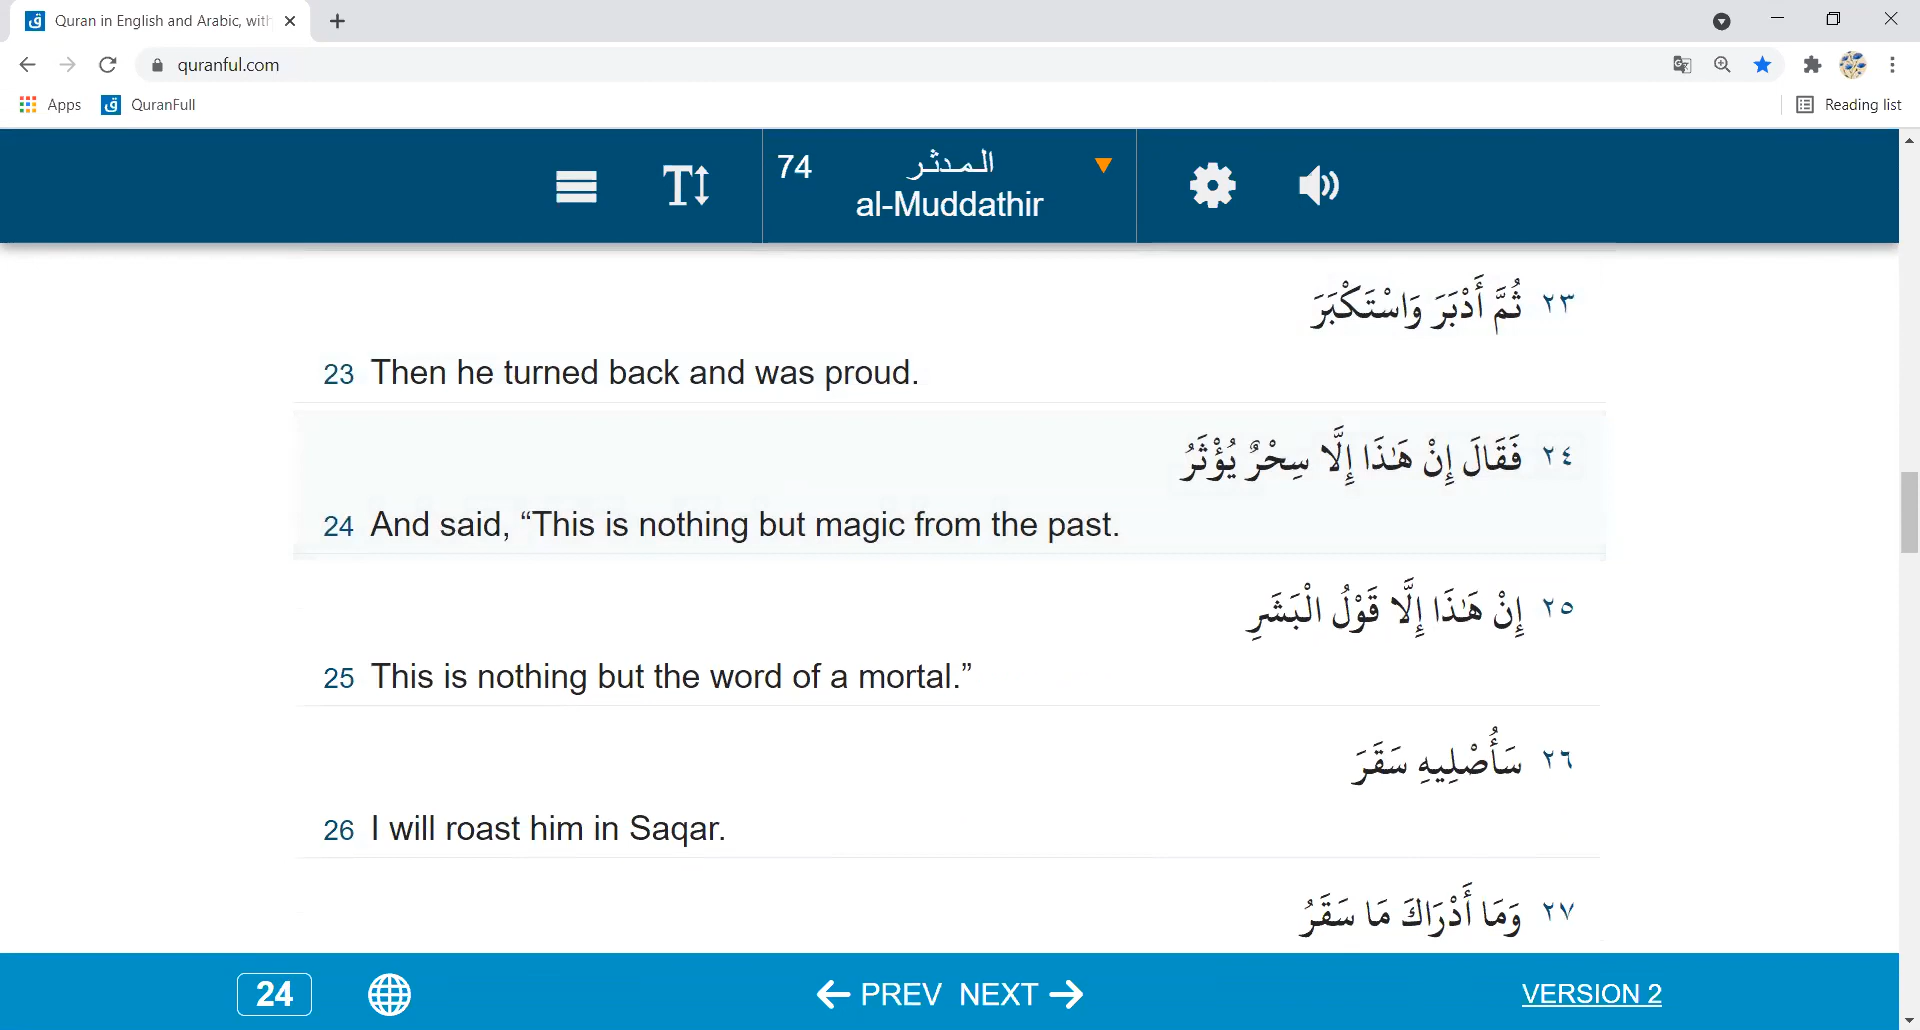 Quran in English and Arabic, with
quranful.com
Apps
QuranFull
Reading list
74
المدثر
al-Muddathir
٢٣ ثُمَّ أَدْبَرَ وَاسْتَكْبَرَ
23 Then he turned back and was proud.
٢٤ فَقَالَ إِنْ هَٰذَا إِلَّا سِحْرٌ يُؤْثَرُ
24 And said, “This is nothing but magic from the past.
٢٥ إِنْ هَٰذَا إِلَّا قَوْلُ الْبَشَرِ
25 This is nothing but the word of a mortal.”
٢٦ سَأُصْلِيهِ سَقَرَ
26 I will roast him in Saqar.
٢٧ وَمَا أَدْرَاكَ مَا سَقَرُ
24
PREV NEXT
VERSION 2